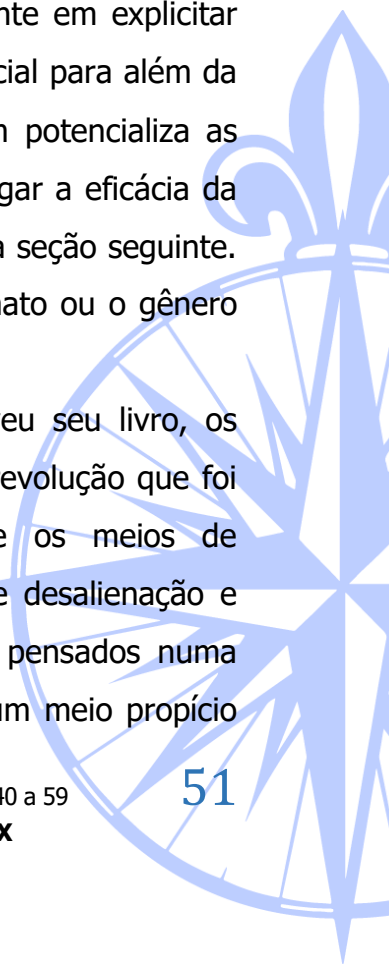 nte em explicitar
cial para além da
potencializa as
gar a eficácia da
a seção seguinte.
nato ou o gênero
eu seu livro, os
revolução que foi
e os meios de
e desalienação e
pensados numa
um meio propício
40 a 59
51
x